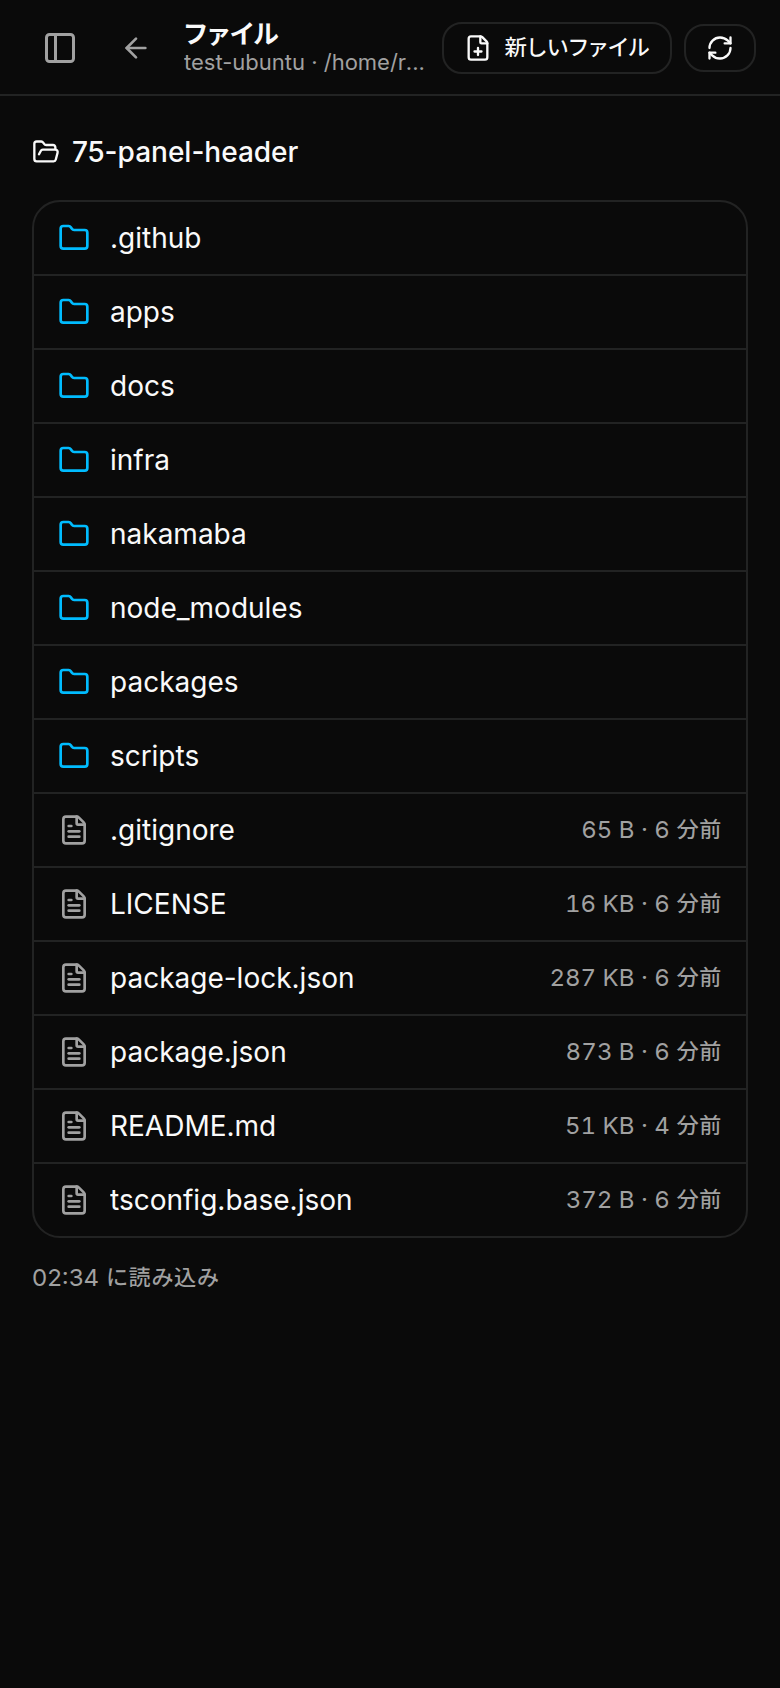 ファイル
test-ubuntu · /home/r...
新しいファイル
75-panel-header
.github
apps
docs
infra
nakamaba
node_modules
packages
scripts
.gitignore 65 B · 6 分前
LICENSE 16 KB · 6 分前
package-lock.json 287 KB · 6 分前
package.json 873 B · 6 分前
README.md 51 KB · 4 分前
tsconfig.base.json 372 B · 6 分前
02:34 に読み込み